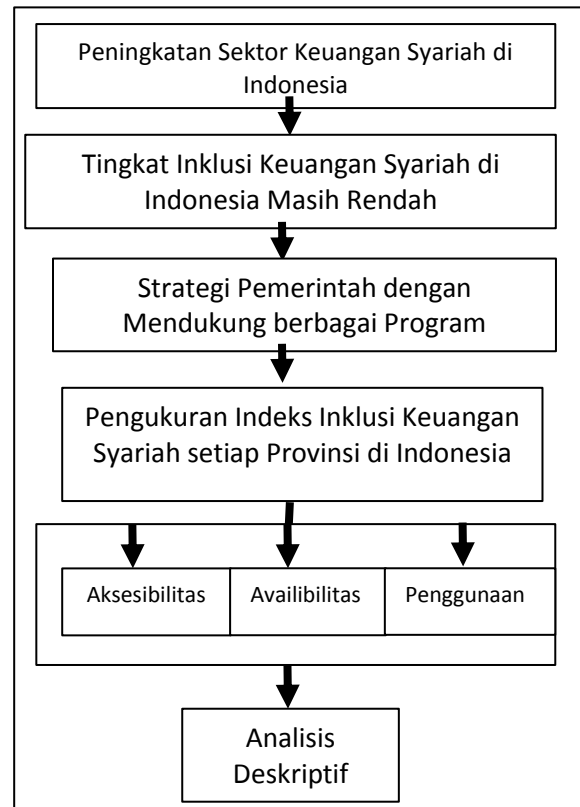 Peningkatan Sektor Keuangan Syariah di
Indonesia
Tingkat Inklusi Keuangan Syariah di
Indonesia Masih Rendah
Strategi Pemerintah dengan
Mendukung berbagai Program
Pengukuran Indeks Inklusi Keuangan
Syariah setiap Provinsi di Indonesia
Aksesibilitas
Availibilitas
Penggunaan
Analisis
Deskriptif